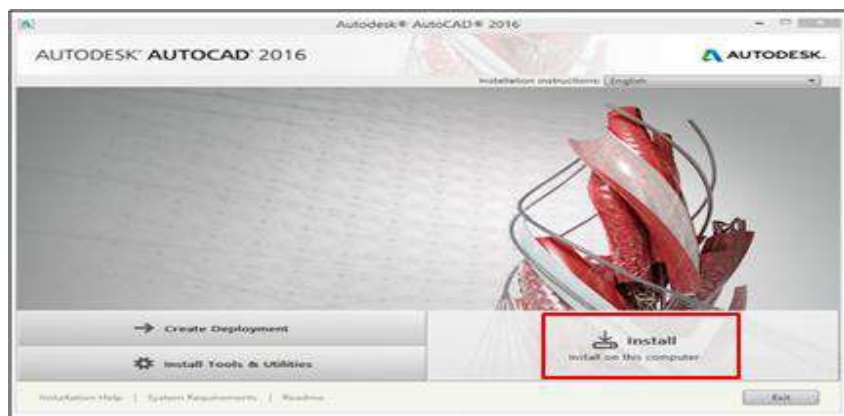 Autodesk® AutoCAD® 2016
AUTODESK® AUTOCAD® 2016
AUTODESK.
Installation instructions: English
Create Deployment
Install Tools & Utilities
Install
Install on this computer
Installation Help | System Requirements | Readme
Exit